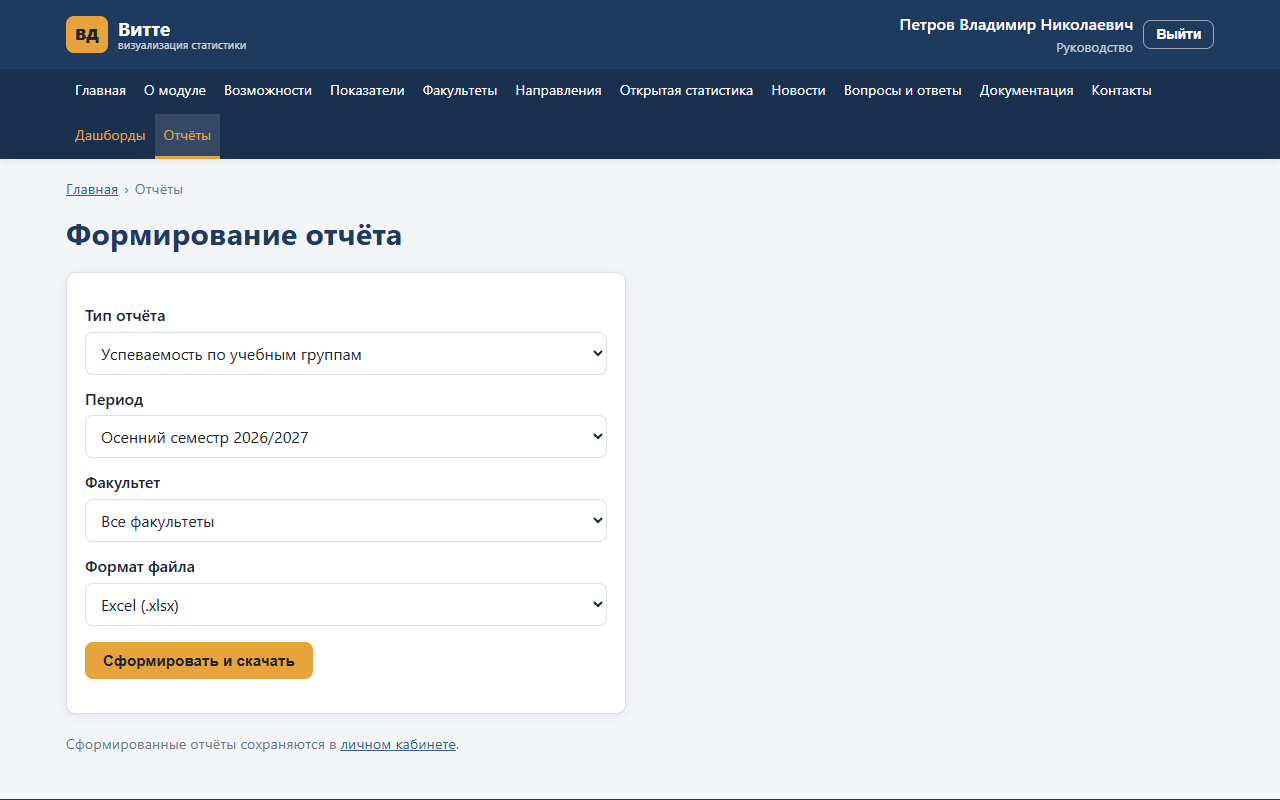 ВД
Витте
визуализация статистики
Петров Владимир Николаевич
Руководство
Выйти
Главная О модуле Возможности Показатели Факультеты Направления Открытая статистика Новости Вопросы и ответы Документация Контакты
Дашборды Отчёты
Главная › Отчёты
Формирование отчёта
Тип отчёта
Успеваемость по учебным группам
Период
Осенний семестр 2026/2027
Факультет
Все факультеты
Формат файла
Excel (.xlsx)
Сформировать и скачать
Сформированные отчёты сохраняются в личном кабинете.